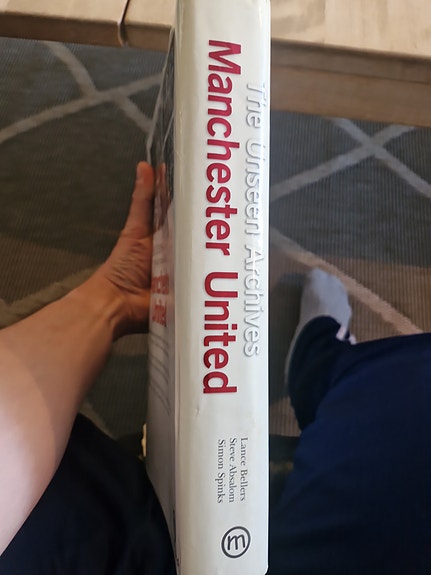 The Unseen Archives
Manchester United
Lance Bellers
Steve Absalom
Simon Spinks